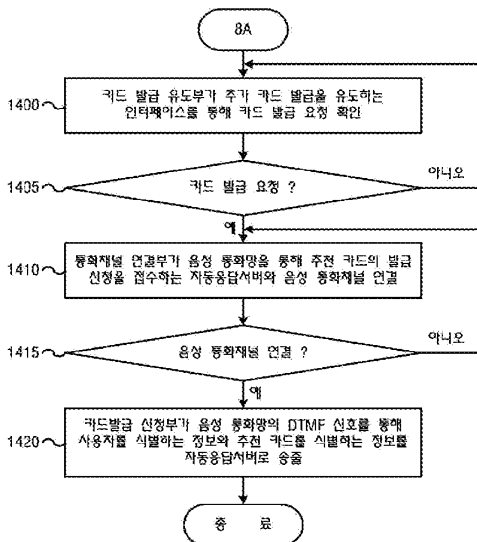 8A
1400
카드 발급 유도부가 추가 카드 발급을 유도하는
인터페이스를 통해 카드 발급 요청 확인
1405
카드 발급 요청 ?
아니오
예
1410
통화채널 연결부가 음성 통화망을 통해 추천 카드의 발급
신청을 접수하는 자동응답서버와 음성 통화채널 연결
1415
음성 통화채널 연결 ?
아니오
예
1420
카드발급 신청부가 음성 통화망의 DTMF 신호를 통해
사용자를 식별하는 정보와 추천 카드를 식별하는 정보를
자동응답서버로 송출
종 료